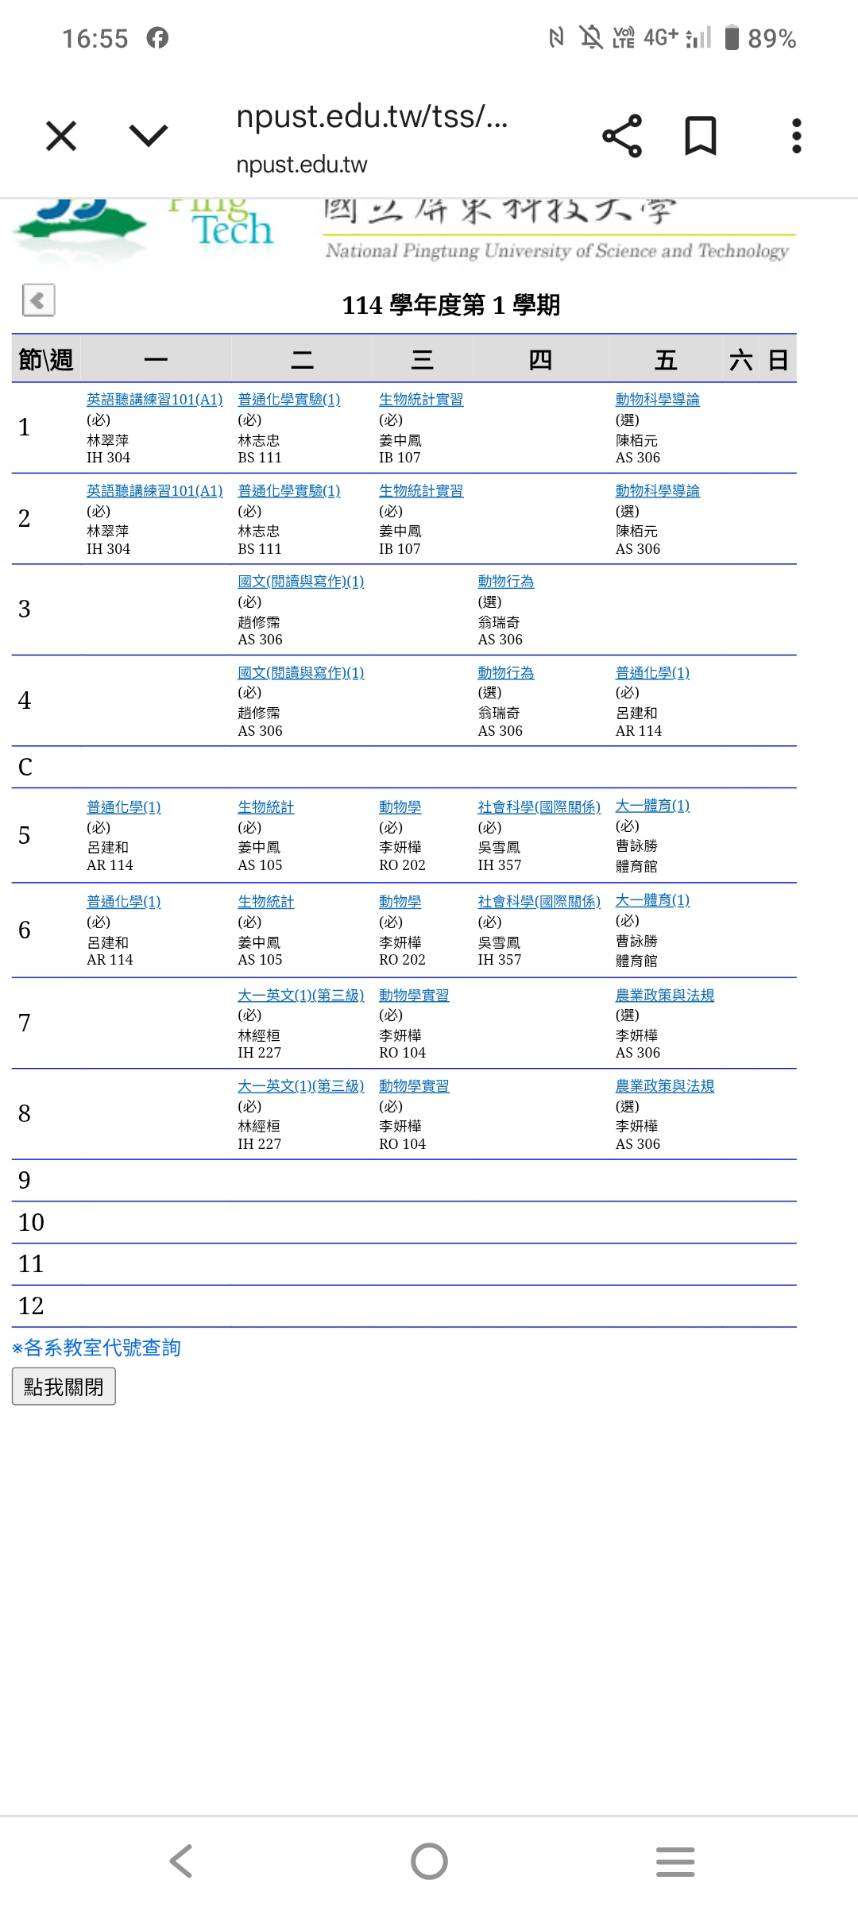 16:55
Vo)) LTE 4G+ 89%
npust.edu.tw/tss/...
npust.edu.tw
Ping
Tech
國立屏東科技大學
National Pingtung University of Science and Technology
114 學年度第 1 學期
節\週 一 二 三 四 五 六 日
1
英語聽講練習101(A1)
(必)
林翠萍
IH 304
普通化學實驗(1)
(必)
林志忠
BS 111
生物統計實習
(必)
姜中鳳
IB 107
動物科學導論
(選)
陳栢元
AS 306
2
英語聽講練習101(A1)
(必)
林翠萍
IH 304
普通化學實驗(1)
(必)
林志忠
BS 111
生物統計實習
(必)
姜中鳳
IB 107
動物科學導論
(選)
陳栢元
AS 306
3
國文(閱讀與寫作)(1)
(必)
趙修霈
AS 306
動物行為
(選)
翁瑞奇
AS 306
4
國文(閱讀與寫作)(1)
(必)
趙修霈
AS 306
動物行為
(選)
翁瑞奇
AS 306
普通化學(1)
(必)
呂建和
AR 114
C
5
普通化學(1)
(必)
呂建和
AR 114
生物統計
(必)
姜中鳳
AS 105
動物學
(必)
李妍樺
RO 202
社會科學(國際關係)
(必)
吳雪鳳
IH 357
大一體育(1)
(必)
曹詠勝
體育館
6
普通化學(1)
(必)
呂建和
AR 114
生物統計
(必)
姜中鳳
AS 105
動物學
(必)
李妍樺
RO 202
社會科學(國際關係)
(必)
吳雪鳳
IH 357
大一體育(1)
(必)
曹詠勝
體育館
7
大一英文(1)(第三級)
(必)
林經桓
IH 227
動物學實習
(必)
李妍樺
RO 104
農業政策與法規
(選)
李妍樺
AS 306
8
大一英文(1)(第三級)
(必)
林經桓
IH 227
動物學實習
(必)
李妍樺
RO 104
農業政策與法規
(選)
李妍樺
AS 306
9
10
11
12
※各系教室代號查詢
點我關閉